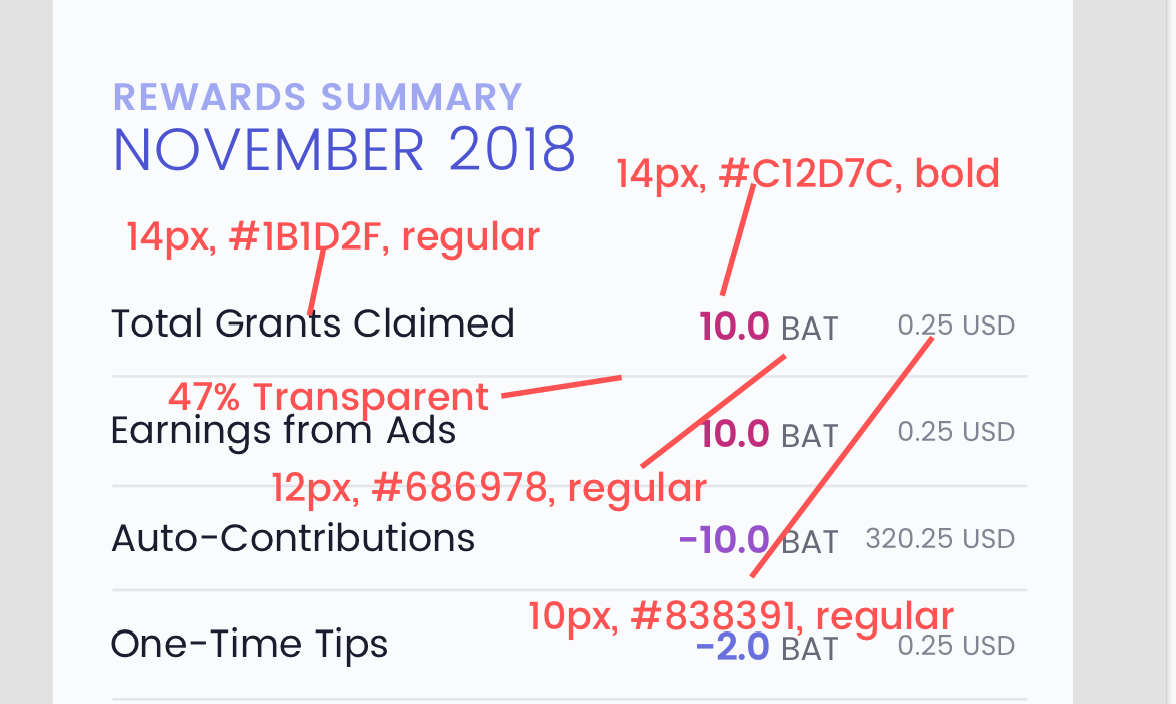 REWARDS SUMMARY
NOVEMBER 2018
14px, #C12D7C, bold
14px, #1B1D2F, regular
Total Grants Claimed 10.0 BAT 0.25 USD
47% Transparent
Earnings from Ads 10.0 BAT 0.25 USD
12px, #686978, regular
Auto-Contributions -10.0 BAT 320.25 USD
10px, #838391, regular
One-Time Tips -2.0 BAT 0.25 USD